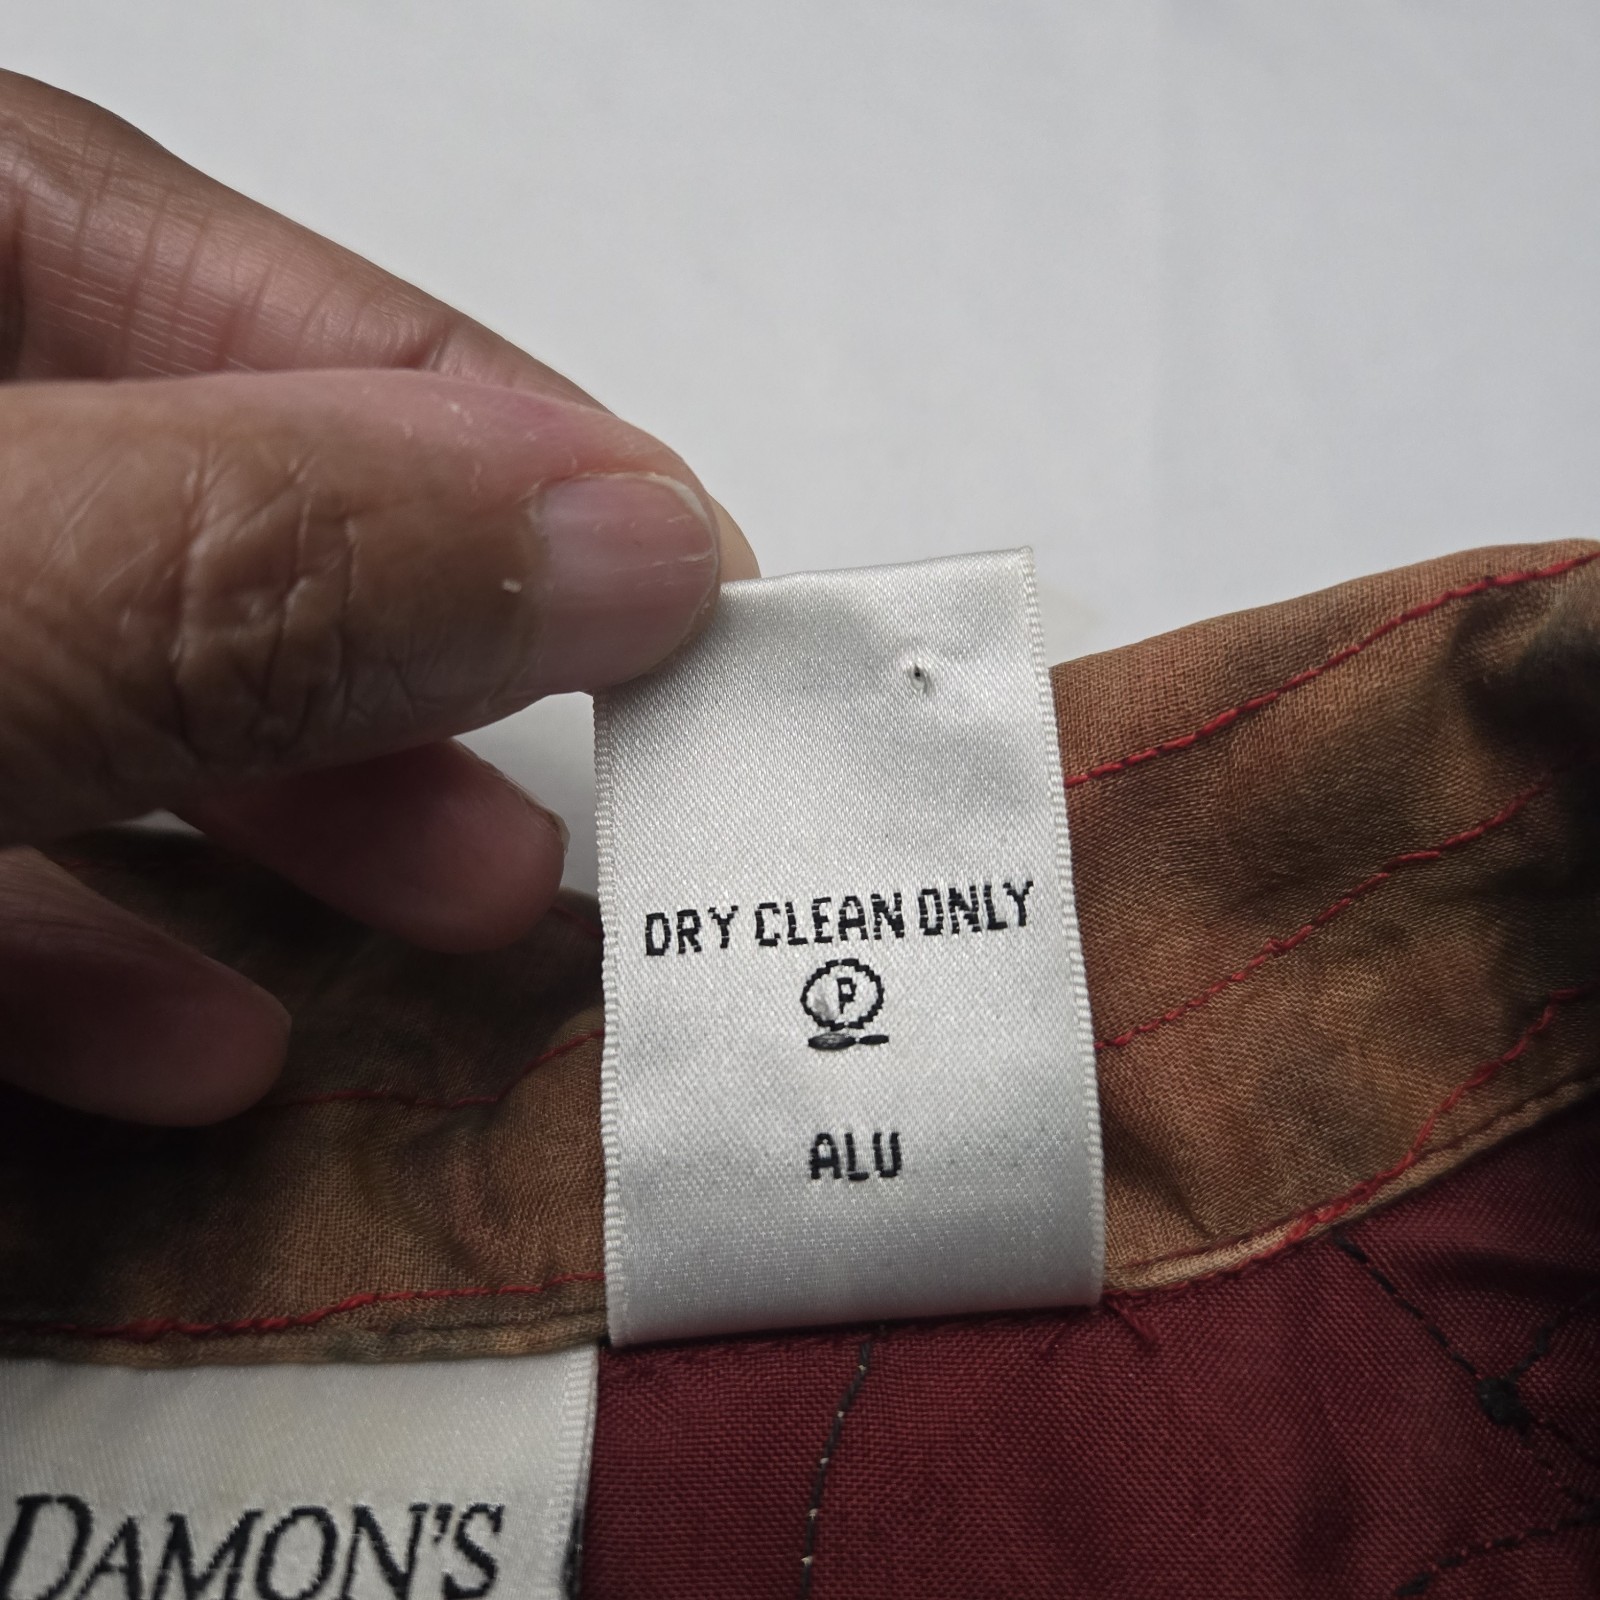 DRY CLEAN ONLY
P
ALU
DAMON'S